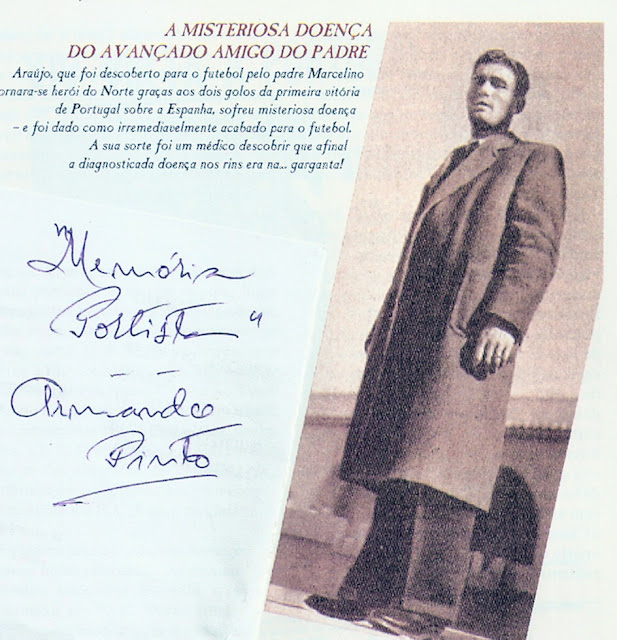 A MISTERIOSA DOENÇA
DO AVANÇADO AMIGO DO PADRE
Araújo, que foi descoberto para o futebol pelo padre Marcelino
ornara-se herói do Norte graças aos dois golos da primeira vitória
de Portugal sobre a Espanha, sofreu misteriosa doença
– e foi dado como irremediavelmente acabado para o futebol.
A sua sorte foi um médico descobrir que afinal
a diagnosticada doença nos rins era na... garganta!
"Memória
Portista"
Armando
Pinto